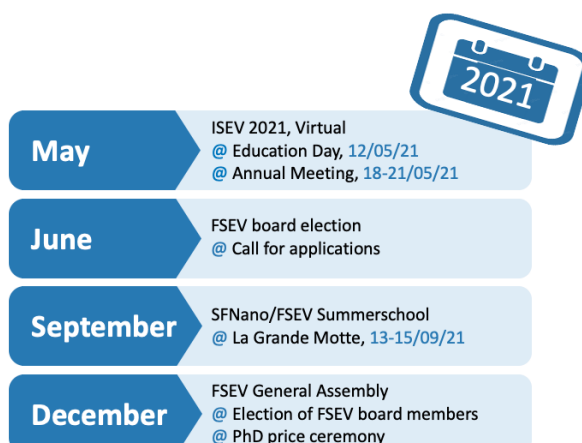 2021
May
ISEV 2021, Virtual
@ Education Day, 12/05/21
@ Annual Meeting, 18-21/05/21
June
FSEV board election
@ Call for applications
September
SFNano/FSEV Summerschool
@ La Grande Motte, 13-15/09/21
December
FSEV General Assembly
@ Election of FSEV board members
@ PhD price ceremony